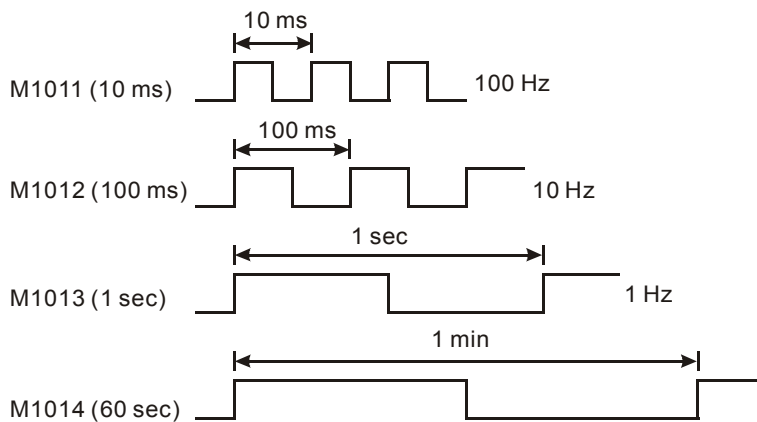 10 ms
M1011 (10 ms)
100 Hz
100 ms
M1012 (100 ms)
10 Hz
1 sec
M1013 (1 sec)
1 Hz
1 min
M1014 (60 sec)